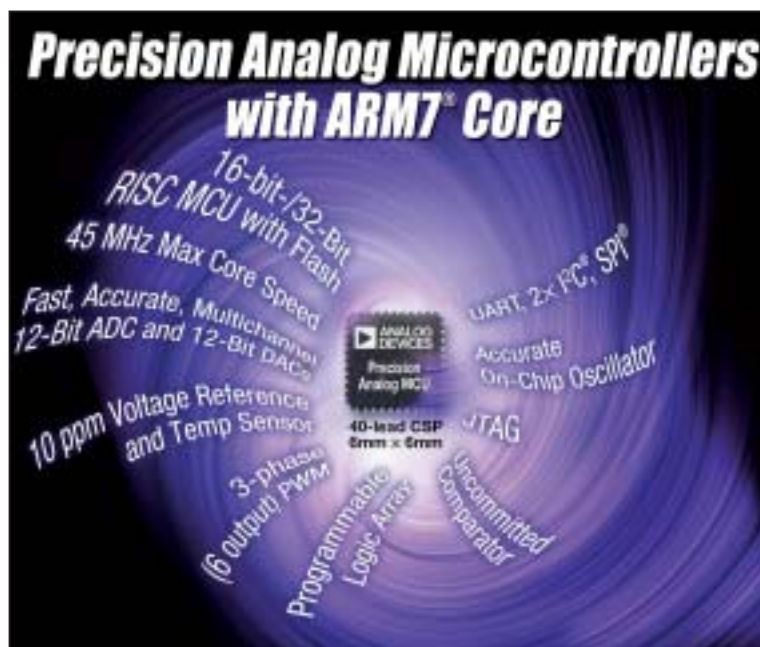 Precision Analog Microcontrollers
with ARM7® Core
16-bit-/32-Bit
RISC MCU with Flash
45 MHz Max Core Speed
Fast, Accurate, Multichannel
12-Bit ADC and 12-Bit DACs
10 ppm Voltage Reference
and Temp Sensor
3-phase
(6 output) PWM
Programmable
Logic Array
Uncommitted
Comparator
JTAG
Accurate
On-Chip Oscillator
UART, 2× I²C®, SPI®
ANALOG
DEVICES
Precision
Analog MCU
40-lead CSP
6mm × 6mm